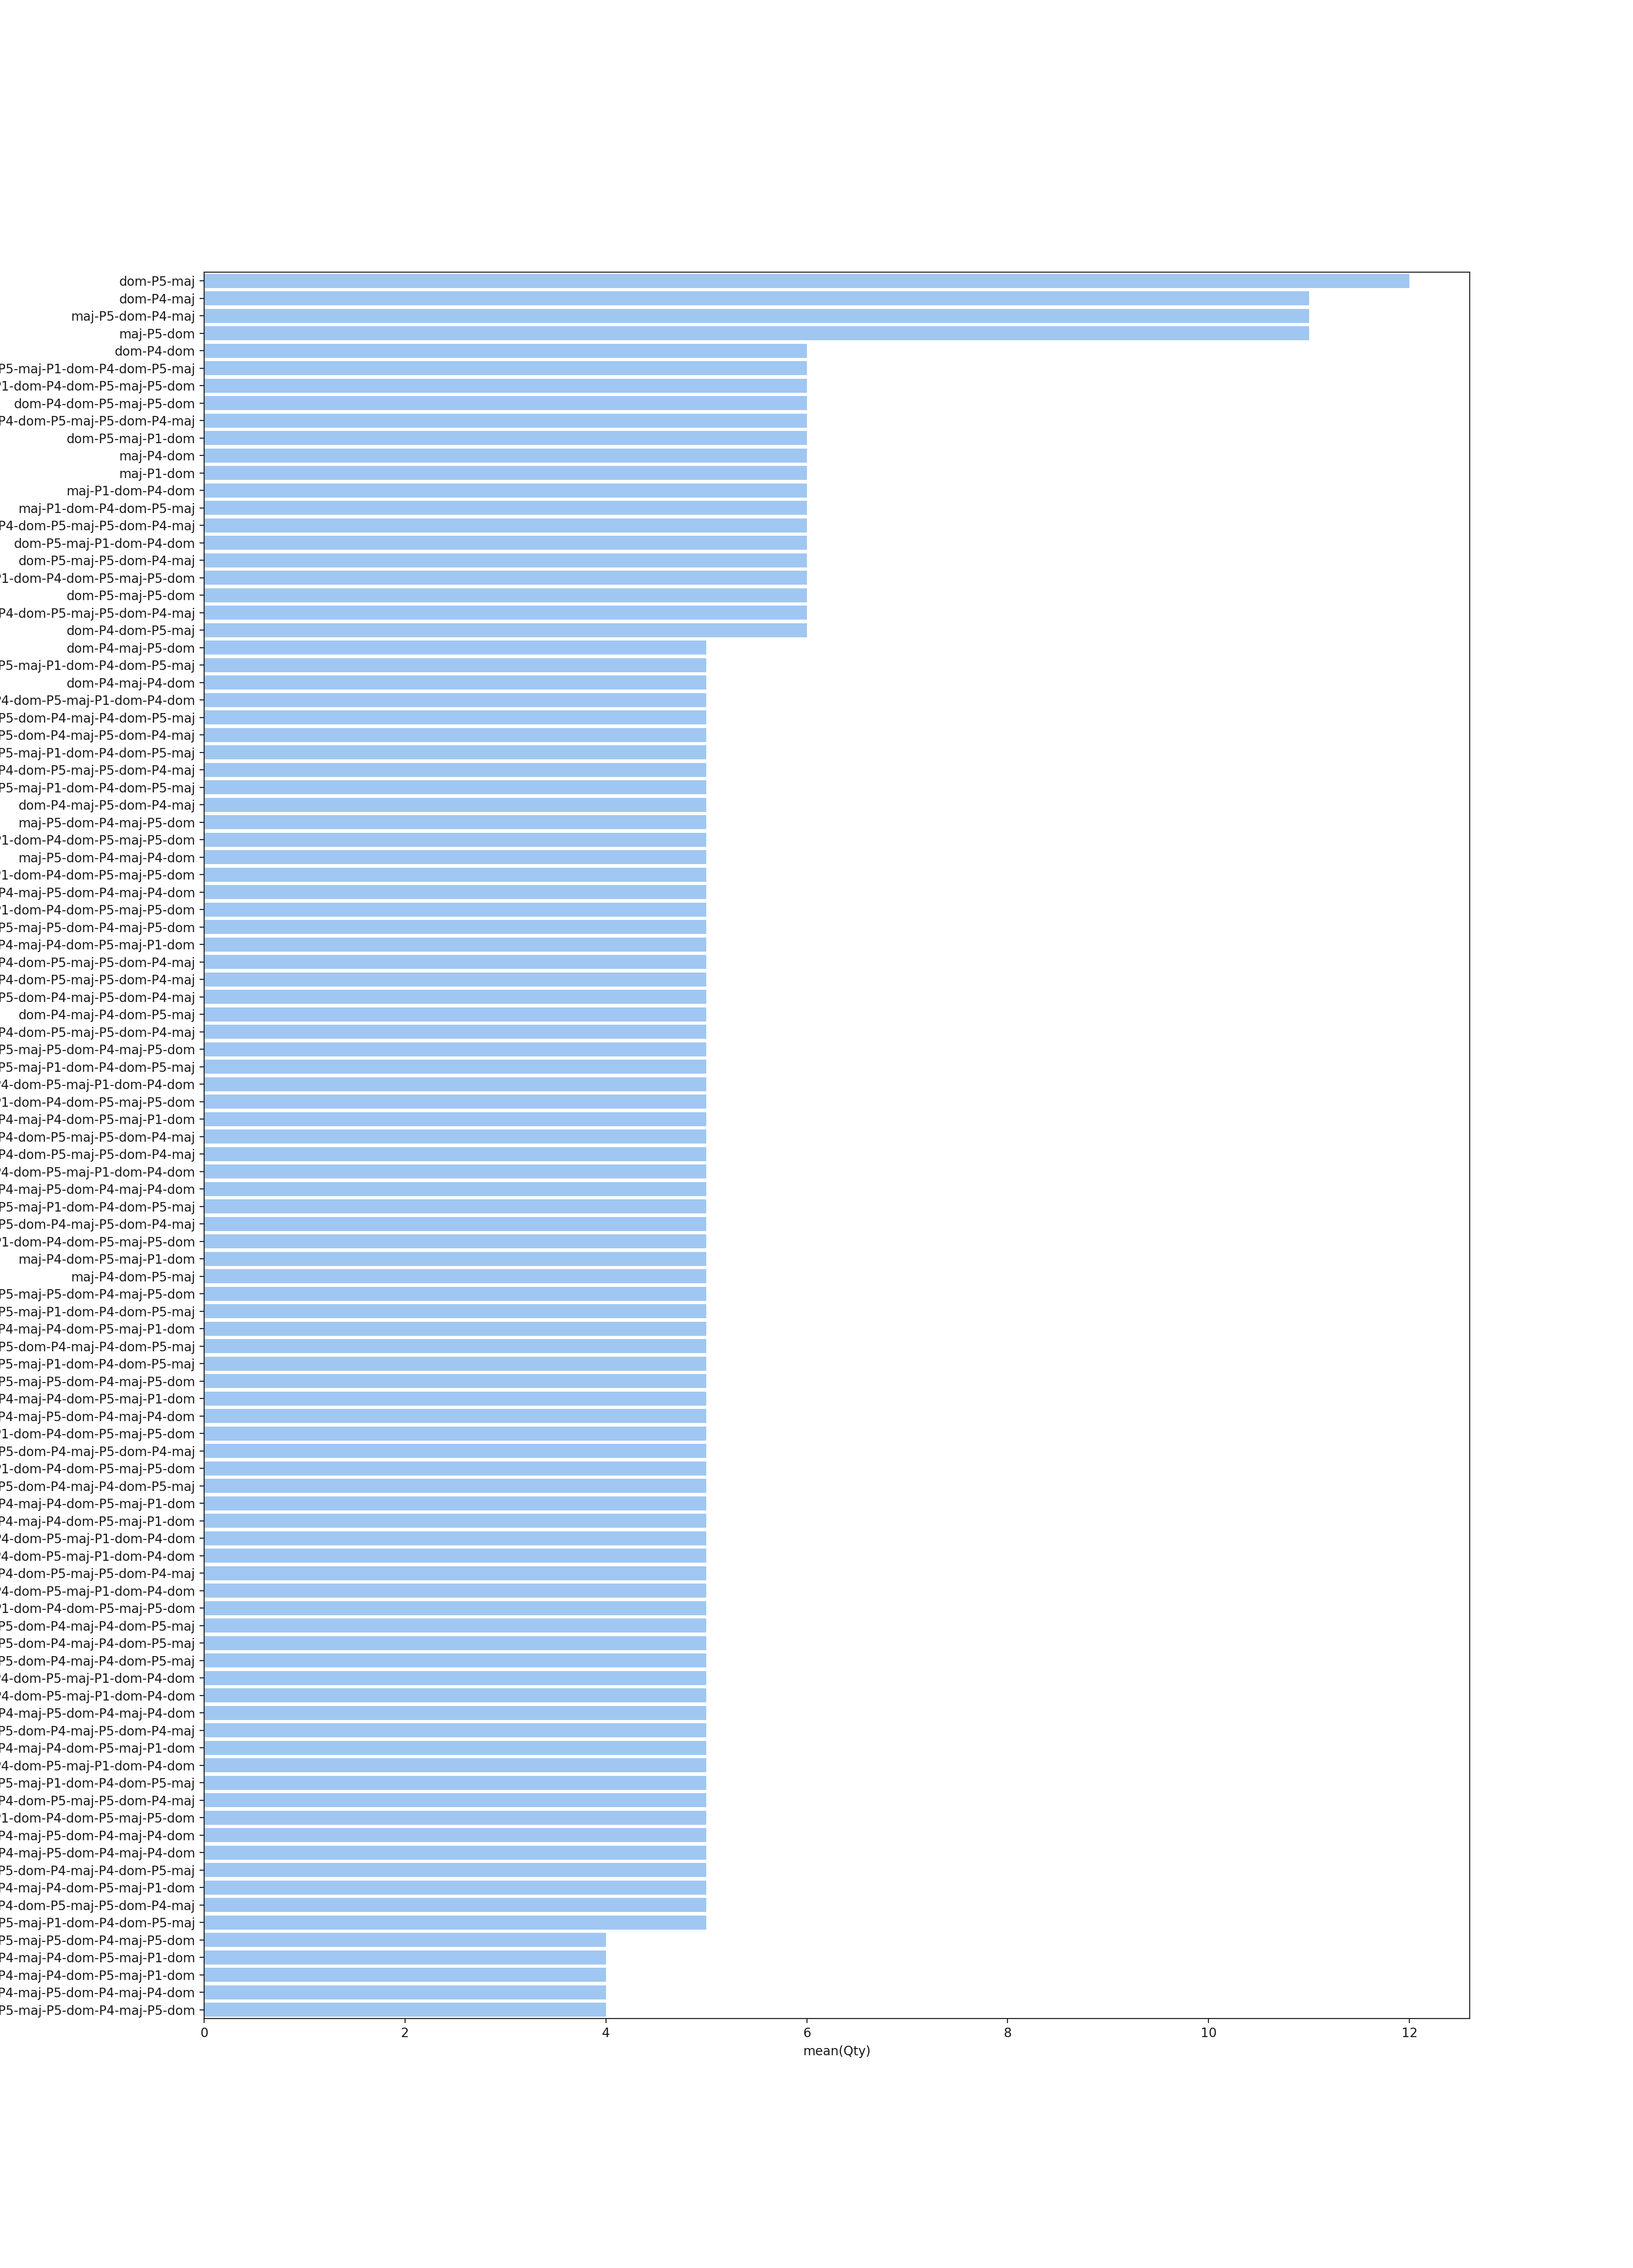 dom-P5-maj
dom-P4-maj
maj-P5-dom-P4-maj
maj-P5-dom
dom-P4-dom
P5-maj-P1-dom-P4-dom-P5-maj
1-dom-P4-dom-P5-maj-P5-dom
dom-P4-dom-P5-maj-P5-dom
P4-dom-P5-maj-P5-dom-P4-maj
dom-P5-maj-P1-dom
maj-P4-dom
maj-P1-dom
maj-P1-dom-P4-dom
maj-P1-dom-P4-dom-P5-maj
P4-dom-P5-maj-P5-dom-P4-maj
dom-P5-maj-P1-dom-P4-dom
dom-P5-maj-P5-dom-P4-maj
1-dom-P4-dom-P5-maj-P5-dom
dom-P5-maj-P5-dom
P4-dom-P5-maj-P5-dom-P4-maj
dom-P4-dom-P5-maj
dom-P4-maj-P5-dom
P5-maj-P1-dom-P4-dom-P5-maj
dom-P4-maj-P4-dom
4-dom-P5-maj-P1-dom-P4-dom
P5-dom-P4-maj-P4-dom-P5-maj
P5-dom-P4-maj-P5-dom-P4-maj
P5-maj-P1-dom-P4-dom-P5-maj
P4-dom-P5-maj-P5-dom-P4-maj
P5-maj-P1-dom-P4-dom-P5-maj
dom-P4-maj-P5-dom-P4-maj
maj-P5-dom-P4-maj-P5-dom
1-dom-P4-dom-P5-maj-P5-dom
maj-P5-dom-P4-maj-P4-dom
1-dom-P4-dom-P5-maj-P5-dom
P4-maj-P5-dom-P4-maj-P4-dom
1-dom-P4-dom-P5-maj-P5-dom
P5-maj-P5-dom-P4-maj-P5-dom
P4-maj-P4-dom-P5-maj-P1-dom
P4-dom-P5-maj-P5-dom-P4-maj
P4-dom-P5-maj-P5-dom-P4-maj
P5-dom-P4-maj-P5-dom-P4-maj
dom-P4-maj-P4-dom-P5-maj
P4-dom-P5-maj-P5-dom-P4-maj
P5-maj-P5-dom-P4-maj-P5-dom
P5-maj-P1-dom-P4-dom-P5-maj
4-dom-P5-maj-P1-dom-P4-dom
1-dom-P4-dom-P5-maj-P5-dom
P4-maj-P4-dom-P5-maj-P1-dom
P4-dom-P5-maj-P5-dom-P4-maj
P4-dom-P5-maj-P5-dom-P4-maj
4-dom-P5-maj-P1-dom-P4-dom
P4-maj-P5-dom-P4-maj-P4-dom
P5-maj-P1-dom-P4-dom-P5-maj
P5-dom-P4-maj-P5-dom-P4-maj
1-dom-P4-dom-P5-maj-P5-dom
maj-P4-dom-P5-maj-P1-dom
maj-P4-dom-P5-maj
P5-maj-P5-dom-P4-maj-P5-dom
P5-maj-P1-dom-P4-dom-P5-maj
P4-maj-P4-dom-P5-maj-P1-dom
P5-dom-P4-maj-P4-dom-P5-maj
P5-maj-P1-dom-P4-dom-P5-maj
P5-maj-P5-dom-P4-maj-P5-dom
P4-maj-P4-dom-P5-maj-P1-dom
P4-maj-P5-dom-P4-maj-P4-dom
1-dom-P4-dom-P5-maj-P5-dom
P5-dom-P4-maj-P5-dom-P4-maj
1-dom-P4-dom-P5-maj-P5-dom
P5-dom-P4-maj-P4-dom-P5-maj
P4-maj-P4-dom-P5-maj-P1-dom
P4-maj-P4-dom-P5-maj-P1-dom
4-dom-P5-maj-P1-dom-P4-dom
4-dom-P5-maj-P1-dom-P4-dom
P4-dom-P5-maj-P5-dom-P4-maj
4-dom-P5-maj-P1-dom-P4-dom
1-dom-P4-dom-P5-maj-P5-dom
P5-dom-P4-maj-P4-dom-P5-maj
P5-dom-P4-maj-P4-dom-P5-maj
P5-dom-P4-maj-P4-dom-P5-maj
4-dom-P5-maj-P1-dom-P4-dom
4-dom-P5-maj-P1-dom-P4-dom
P4-maj-P5-dom-P4-maj-P4-dom
P5-dom-P4-maj-P5-dom-P4-maj
P4-maj-P4-dom-P5-maj-P1-dom
4-dom-P5-maj-P1-dom-P4-dom
P5-maj-P1-dom-P4-dom-P5-maj
P4-dom-P5-maj-P5-dom-P4-maj
1-dom-P4-dom-P5-maj-P5-dom
P4-maj-P5-dom-P4-maj-P4-dom
P4-maj-P5-dom-P4-maj-P4-dom
P5-dom-P4-maj-P4-dom-P5-maj
P4-maj-P4-dom-P5-maj-P1-dom
P4-dom-P5-maj-P5-dom-P4-maj
P5-maj-P1-dom-P4-dom-P5-maj
P5-maj-P5-dom-P4-maj-P5-dom
P4-maj-P4-dom-P5-maj-P1-dom
P4-maj-P4-dom-P5-maj-P1-dom
P4-maj-P5-dom-P4-maj-P4-dom
P5-maj-P5-dom-P4-maj-P5-dom
0 2 4 6 8 10 12
mean(Qty)